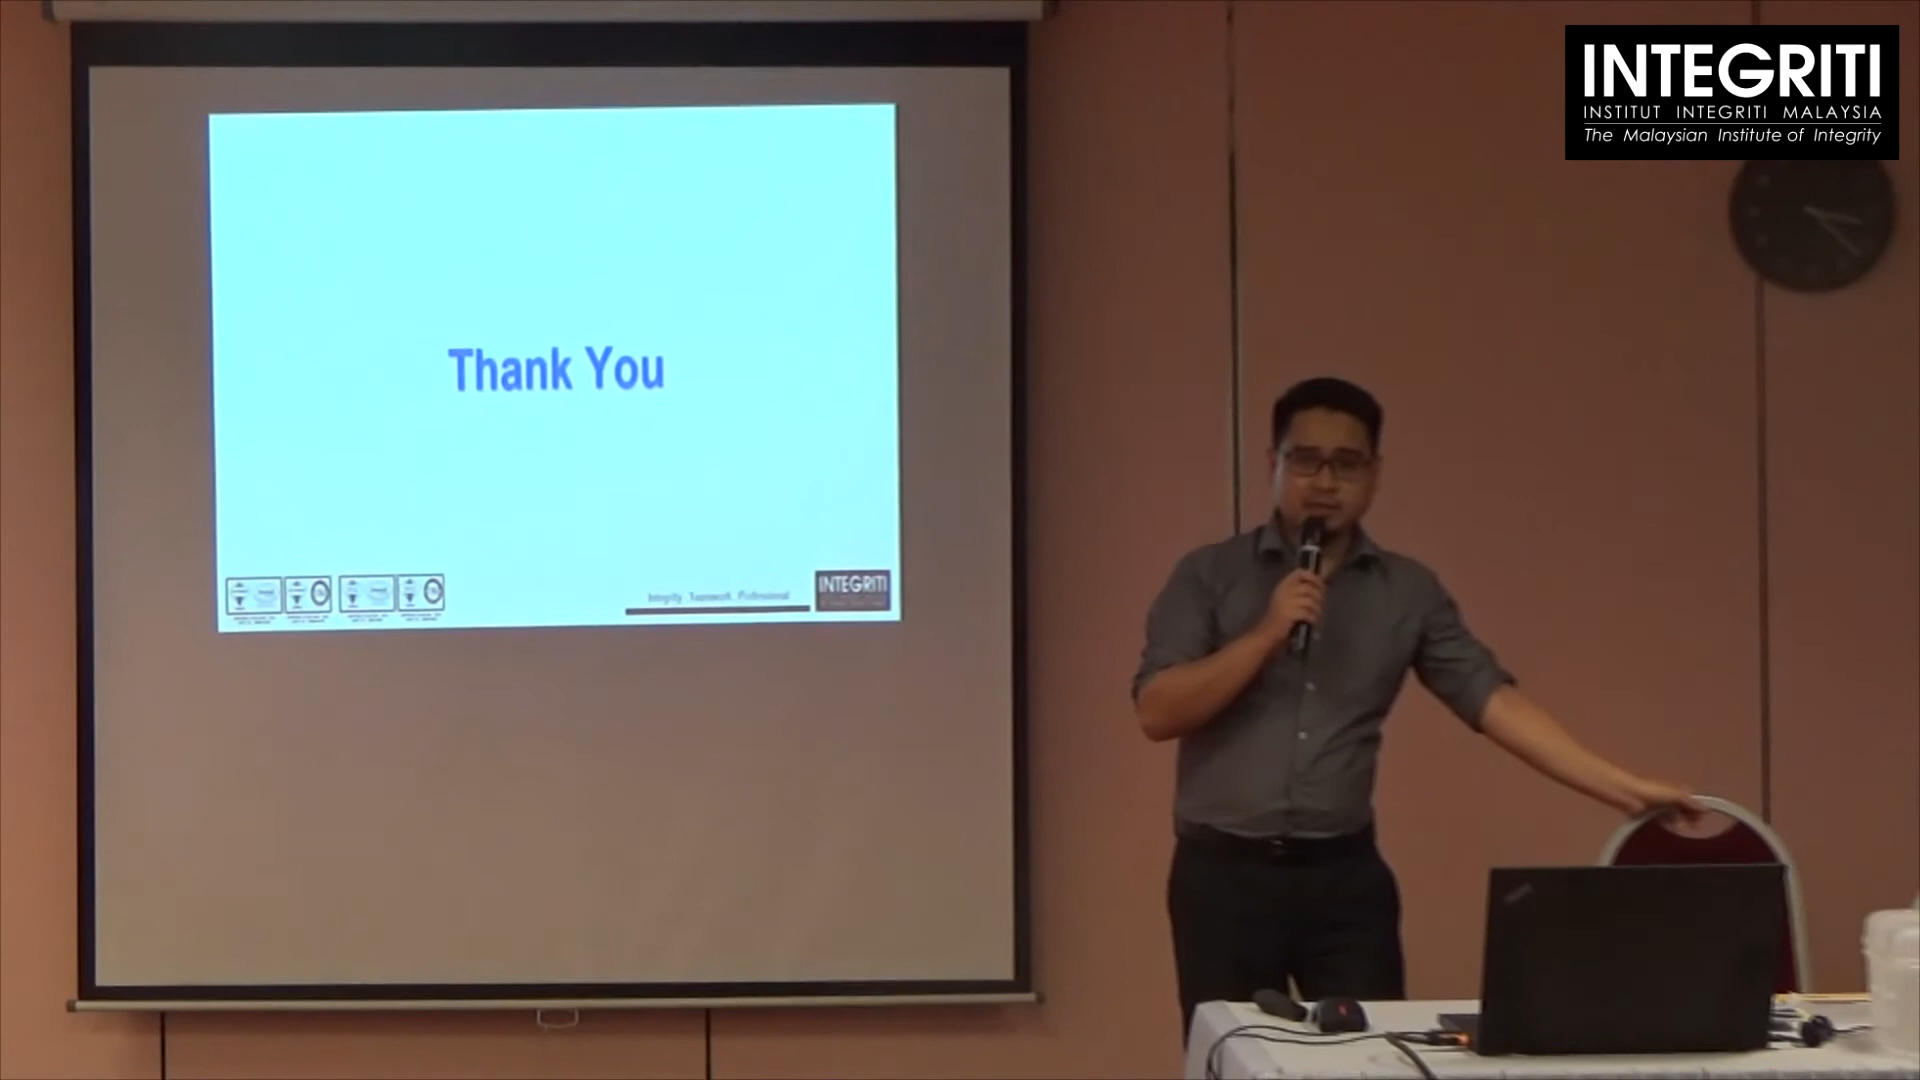 INTEGRITI
INSTITUT INTEGRITI MALAYSIA
The Malaysian Institute of Integrity
Thank You
Integrity. Teamwork. Professional
INTEGRITI